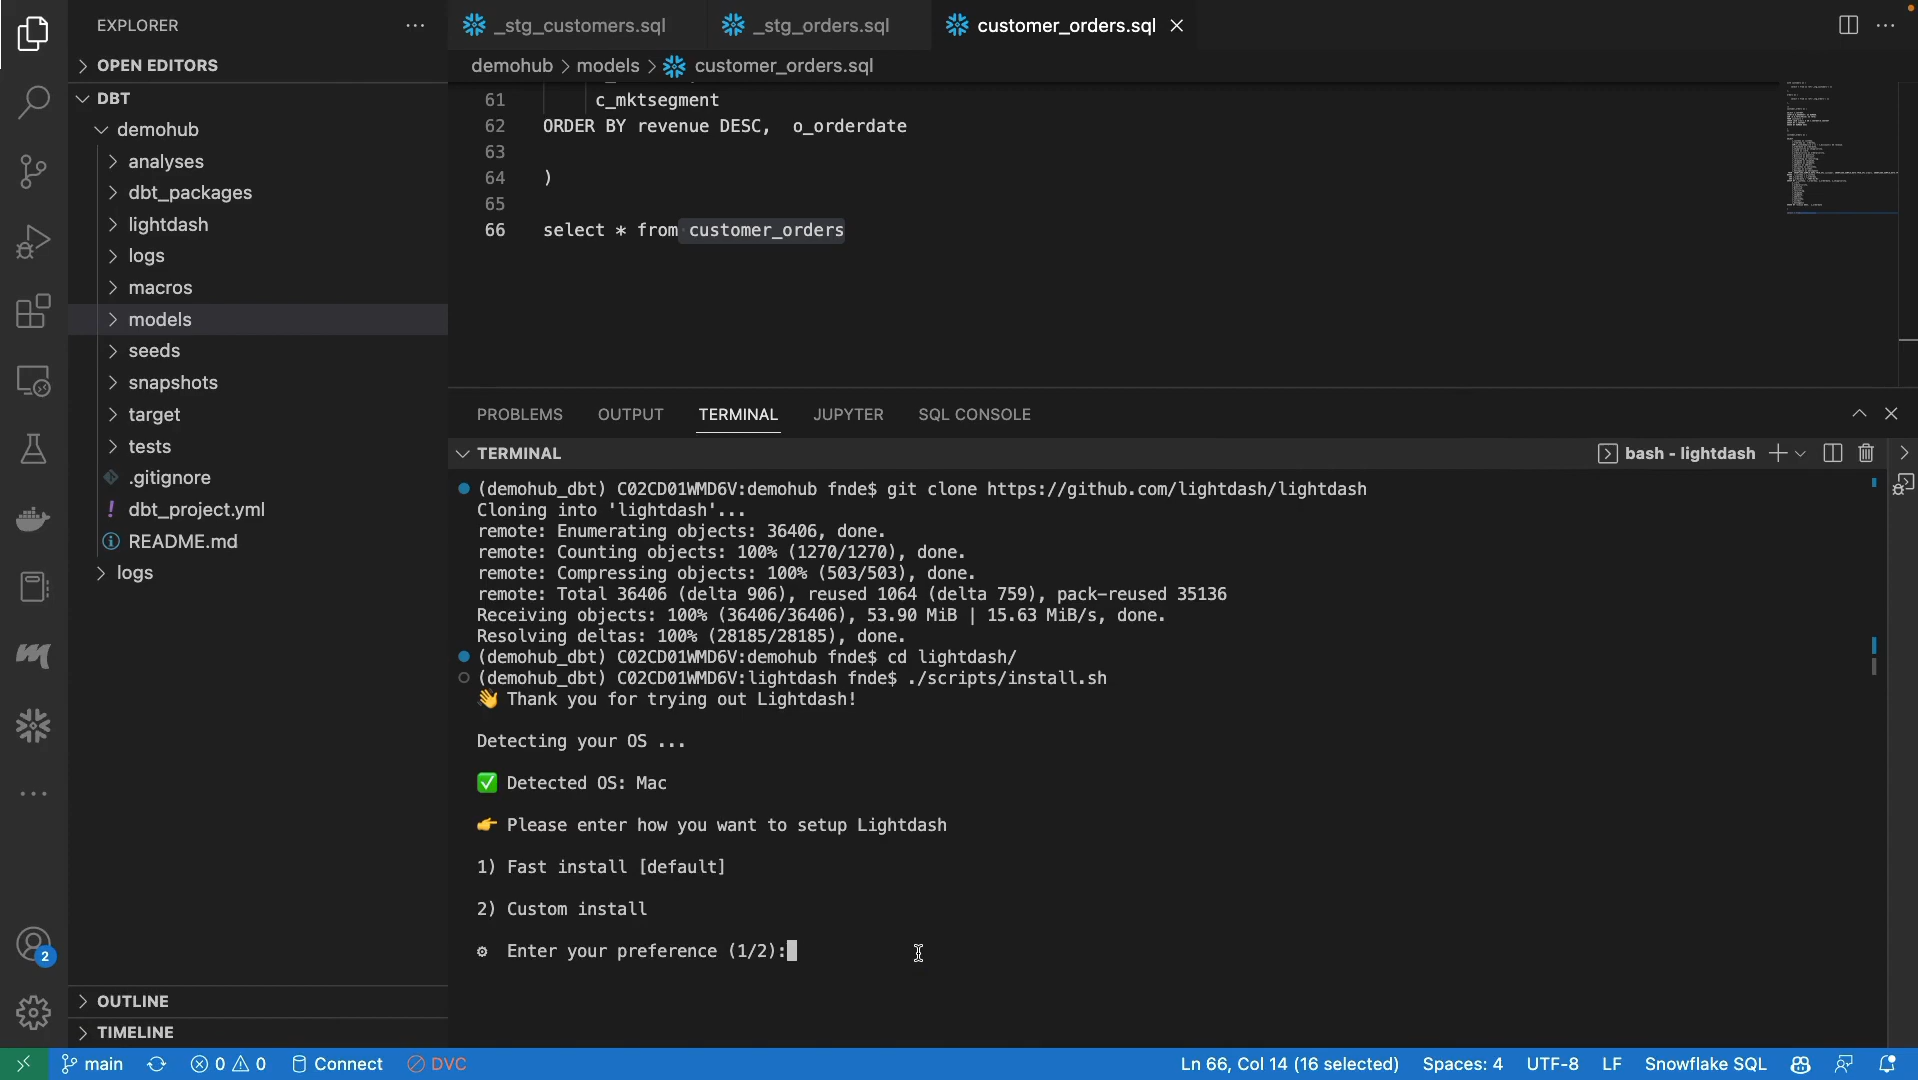 EXPLORER
OPEN EDITORS
DBT
demohub
analyses
dbt_packages
lightdash
logs
macros
models
seeds
snapshots
target
tests
.gitignore
! dbt_project.yml
README.md
logs
OUTLINE
TIMELINE
2
_stg_customers.sql
_stg_orders.sql
customer_orders.sql
demohub > models > customer_orders.sql
61 c_mktsegment
62 ORDER BY revenue DESC, o_orderdate
63
64 )
65
66 select * from customer_orders
PROBLEMS OUTPUT TERMINAL JUPYTER SQL CONSOLE
TERMINAL
bash - lightdash
(demohub_dbt) C02CD01WMD6V:demohub fnde$ git clone https://github.com/lightdash/lightdash
Cloning into 'lightdash'...
remote: Enumerating objects: 36406, done.
remote: Counting objects: 100% (1270/1270), done.
remote: Compressing objects: 100% (503/503), done.
remote: Total 36406 (delta 906), reused 1064 (delta 759), pack-reused 35136
Receiving objects: 100% (36406/36406), 53.90 MiB | 15.63 MiB/s, done.
Resolving deltas: 100% (28185/28185), done.
(demohub_dbt) C02CD01WMD6V:demohub fnde$ cd lightdash/
(demohub_dbt) C02CD01WMD6V:lightdash fnde$ ./scripts/install.sh
👋 Thank you for trying out Lightdash!
Detecting your OS ...
✅ Detected OS: Mac
👉 Please enter how you want to setup Lightdash
1) Fast install [default]
2) Custom install
⚙ Enter your preference (1/2):
main 0 0 Connect DVC Ln 66, Col 14 (16 selected) Spaces: 4 UTF-8 LF Snowflake SQL